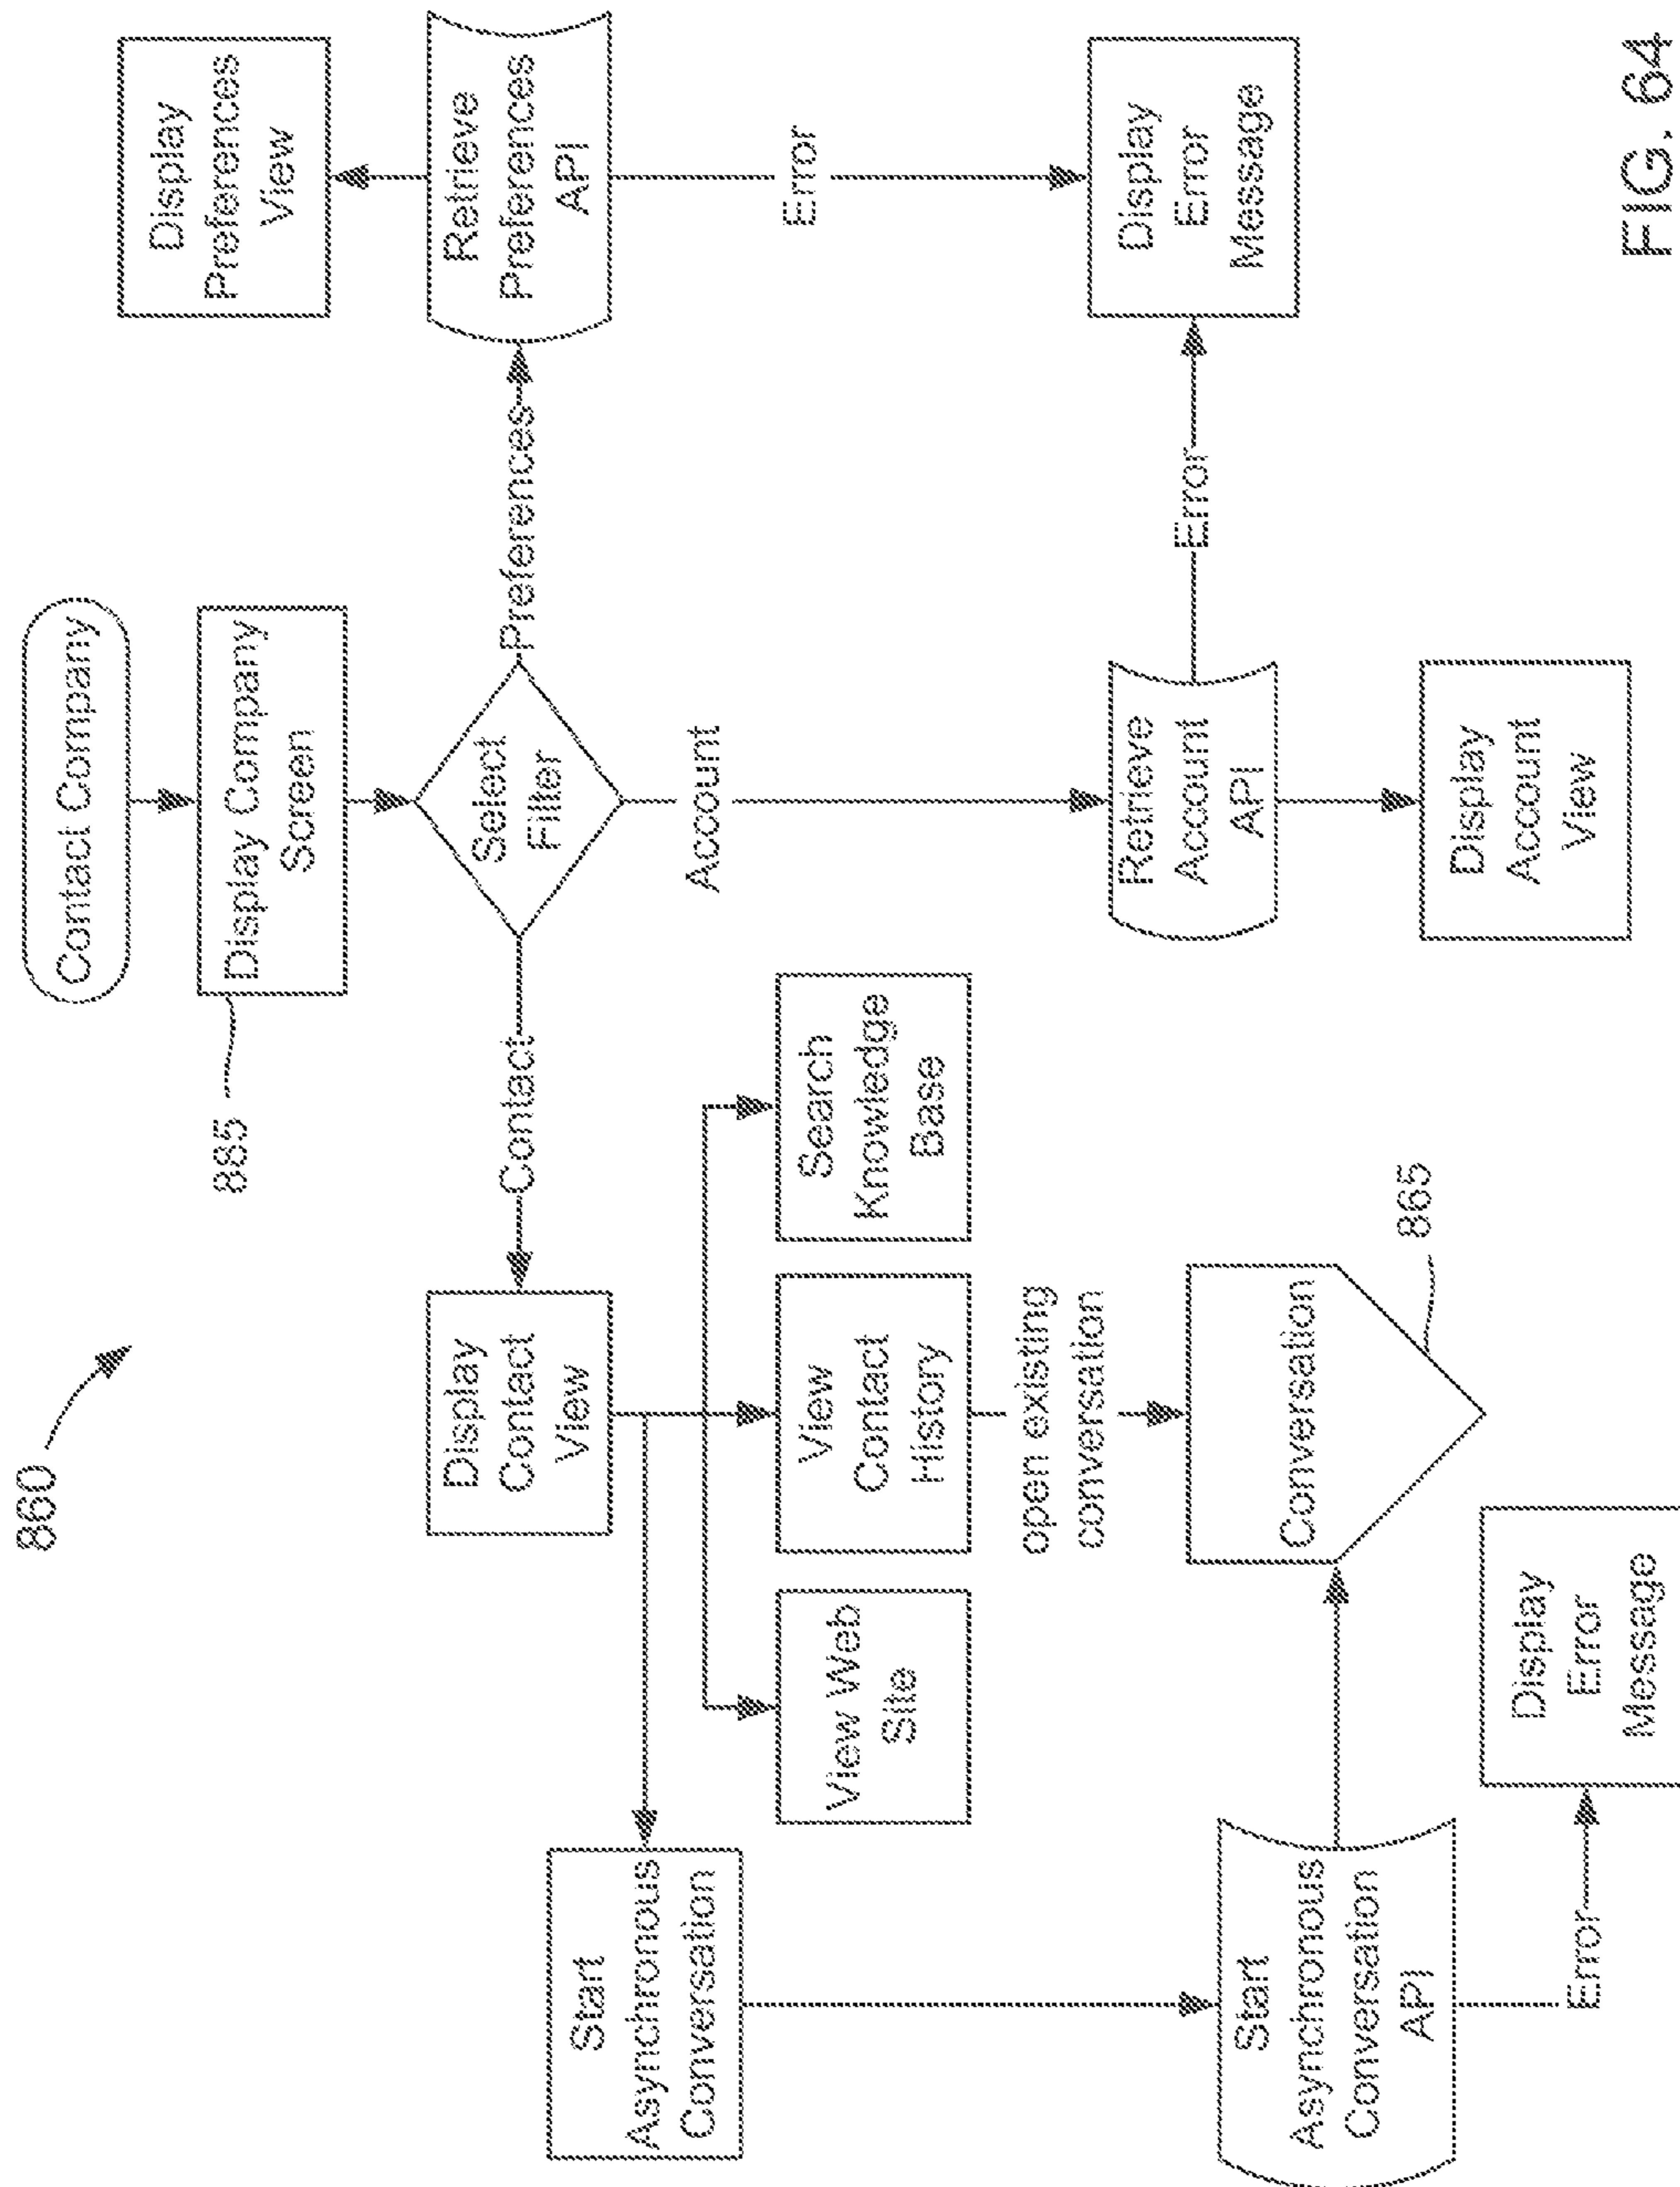 860
Contact Company
885
Display Company
Screen
Select
Filter
Contact
Preferences
Account
Display
Preferences
View
Retrieve
Preferences
API
Error
Display
Error
Message
Display
Contact
View
Start
Asynchronous
Conversation
View Web
Site
View
Contact
History
Search
Knowledge
Base
open existing
conversation
Retrieve
Account
API
Error
Display
Account
View
Start
Asynchronous
Conversation
API
Conversation
865
Error
Display
Error
Message
FIG. 64